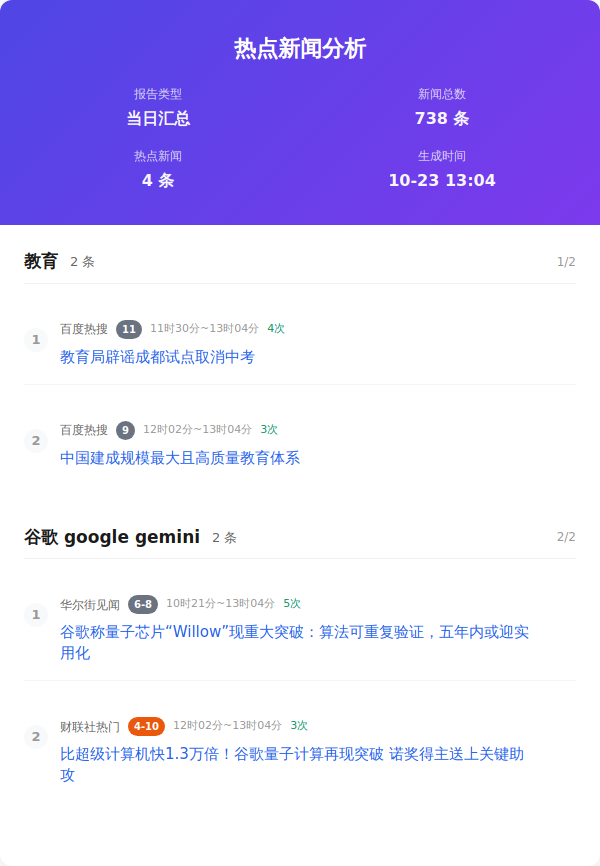 热点新闻分析
报告类型
新闻总数
当日汇总
738 条
热点新闻
生成时间
4 条
10-23 13:04
教育 2 条 1/2
1 百度热搜 11 11时30分~13时04分 4次
教育局辟谣成都试点取消中考
2 百度热搜 9 12时02分~13时04分 3次
中国建成规模最大且高质量教育体系
谷歌 google gemini 2 条 2/2
1 华尔街见闻 6-8 10时21分~13时04分 5次
谷歌称量子芯片“Willow”现重大突破：算法可重复验证，五年内或迎实
用化
2 财联社热门 4-10 12时02分~13时04分 3次
比超级计算机快1.3万倍！谷歌量子计算再现突破 诺奖得主送上关键助
攻